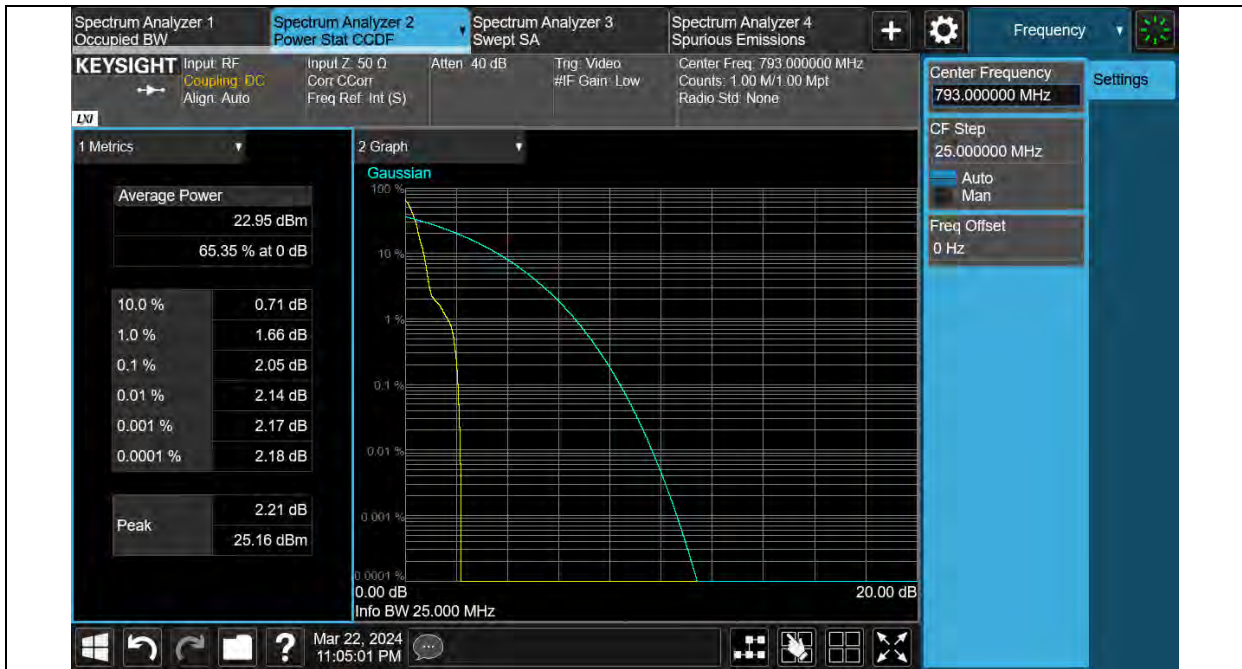 Spectrum Analyzer 1
Occupied BW
Spectrum Analyzer 2
Power Stat CCDF
Spectrum Analyzer 3
Swept SA
Spectrum Analyzer 4
Spurious Emissions
Frequency
KEYSIGHT
LXI
Input: RF
Coupling: DC
Align: Auto
Input Z: 50 Ω
Corr CCorr
Freq Ref: Int (S)
Atten: 40 dB
Trig: Video
#IF Gain: Low
Center Freq: 793.000000 MHz
Counts: 1.00 M/1.00 Mpt
Radio Std: None
Center Frequency
793.000000 MHz
Settings
CF Step
25.000000 MHz
Auto
Man
Freq Offset
0 Hz
1 Metrics
Average Power
22.95 dBm
65.35 % at 0 dB
10.0 % 0.71 dB
1.0 % 1.66 dB
0.1 % 2.05 dB
0.01 % 2.14 dB
0.001 % 2.17 dB
0.0001 % 2.18 dB
Peak
2.21 dB
25.16 dBm
2 Graph
Gaussian
100 %
10 %
1 %
0.1 %
0.01 %
0.001 %
0.0001 %
0.00 dB 20.00 dB
Info BW 25.000 MHz
?
Mar 22, 2024
11:05:01 PM